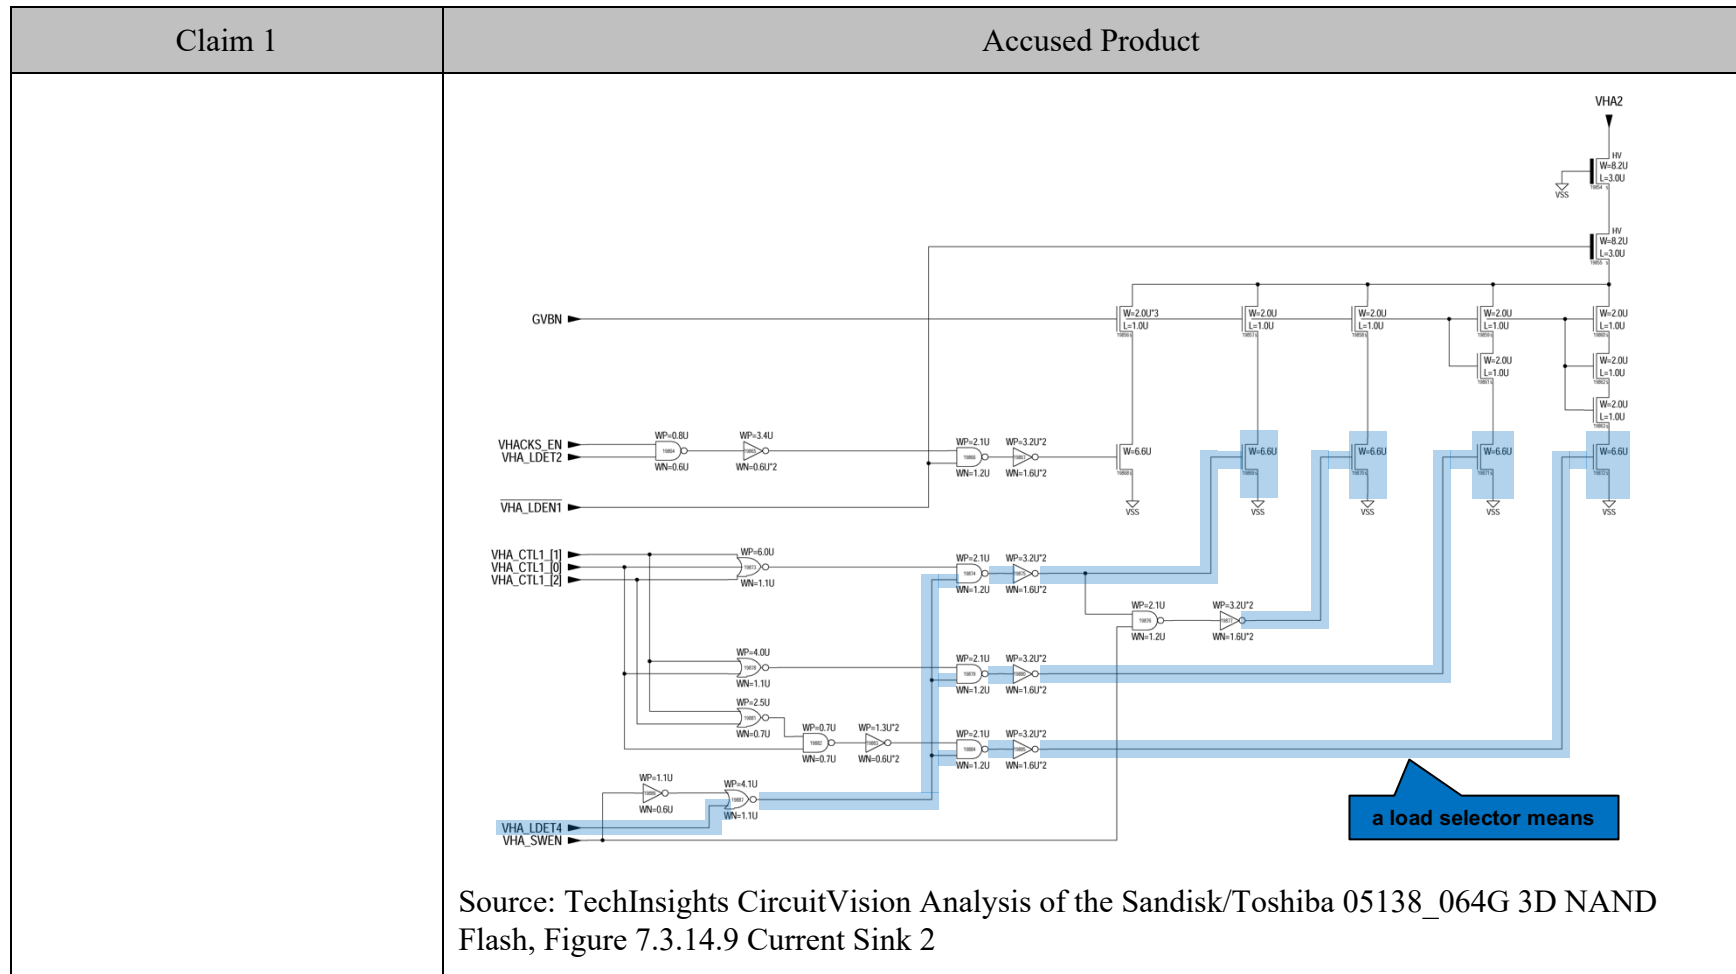 Claim 1
Accused Product
VHA2
HV
W=8.2U
L=3.0U
VSS
HV
W=8.2U
L=3.0U
GVBN
W=2.0U*3
L=1.0U
W=2.0U
L=1.0U
W=2.0U
L=1.0U
W=2.0U
L=1.0U
W=2.0U
L=1.0U
W=2.0U
L=1.0U
W=2.0U
L=1.0U
W=2.0U
L=1.0U
VHACKS_EN
VHA_LDET2
WP=0.8U
WN=0.6U
WP=3.4U
WN=0.6U*2
WP=2.1U
WN=1.2U
WP=3.2U*2
WN=1.6U*2
W=6.6U
W=6.6U
W=6.6U
W=6.6U
W=6.6U
VHA_LDEN1
VSS
VSS
VSS
VSS
VSS
VHA_CTL1_[1]
VHA_CTL1_[0]
VHA_CTL1_[2]
WP=6.0U
WN=1.1U
WP=2.1U
WN=1.2U
WP=3.2U*2
WN=1.6U*2
WP=2.1U
WN=1.2U
WP=3.2U*2
WN=1.6U*2
WP=4.0U
WN=1.1U
WP=2.1U
WN=1.2U
WP=3.2U*2
WN=1.6U*2
WP=2.5U
WN=0.7U
WP=0.7U
WN=0.7U
WP=1.3U*2
WN=0.6U*2
WP=2.1U
WN=1.2U
WP=3.2U*2
WN=1.6U*2
WP=1.1U
WN=0.6U
WP=4.1U
WN=1.1U
VHA_LDET4
VHA_SWEN
a load selector means
Source: TechInsights CircuitVision Analysis of the Sandisk/Toshiba 05138_064G 3D NAND
Flash, Figure 7.3.14.9 Current Sink 2